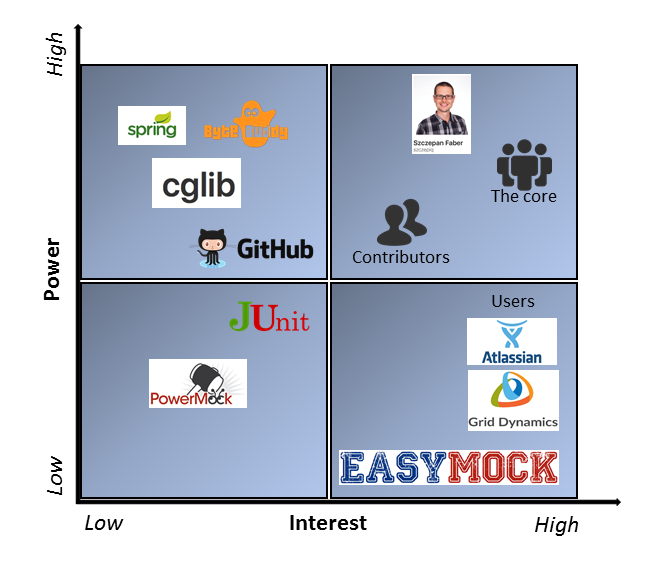 High
spring
Byte Buddy
cglib
GitHub
Szczepan Faber
The core
Contributors
Power
JUnit
PowerMock
Users
Atlassian
Grid Dynamics
EASYMOCK
Low
Low
Interest
High